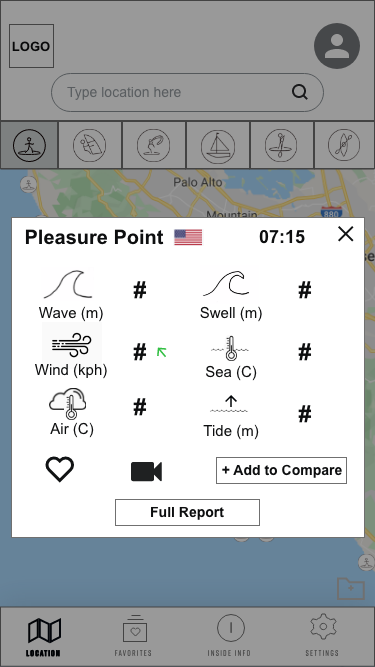 LOGO
Type location here
Palo Alto
Mountain
880
Pleasure Point 07:15
Wave (m) #
Swell (m) #
Wind (kph) #
Sea (C) #
Air (C) #
Tide (m) #
+ Add to Compare
Full Report
LOCATION
FAVORITES
INSIDE INFO
SETTINGS